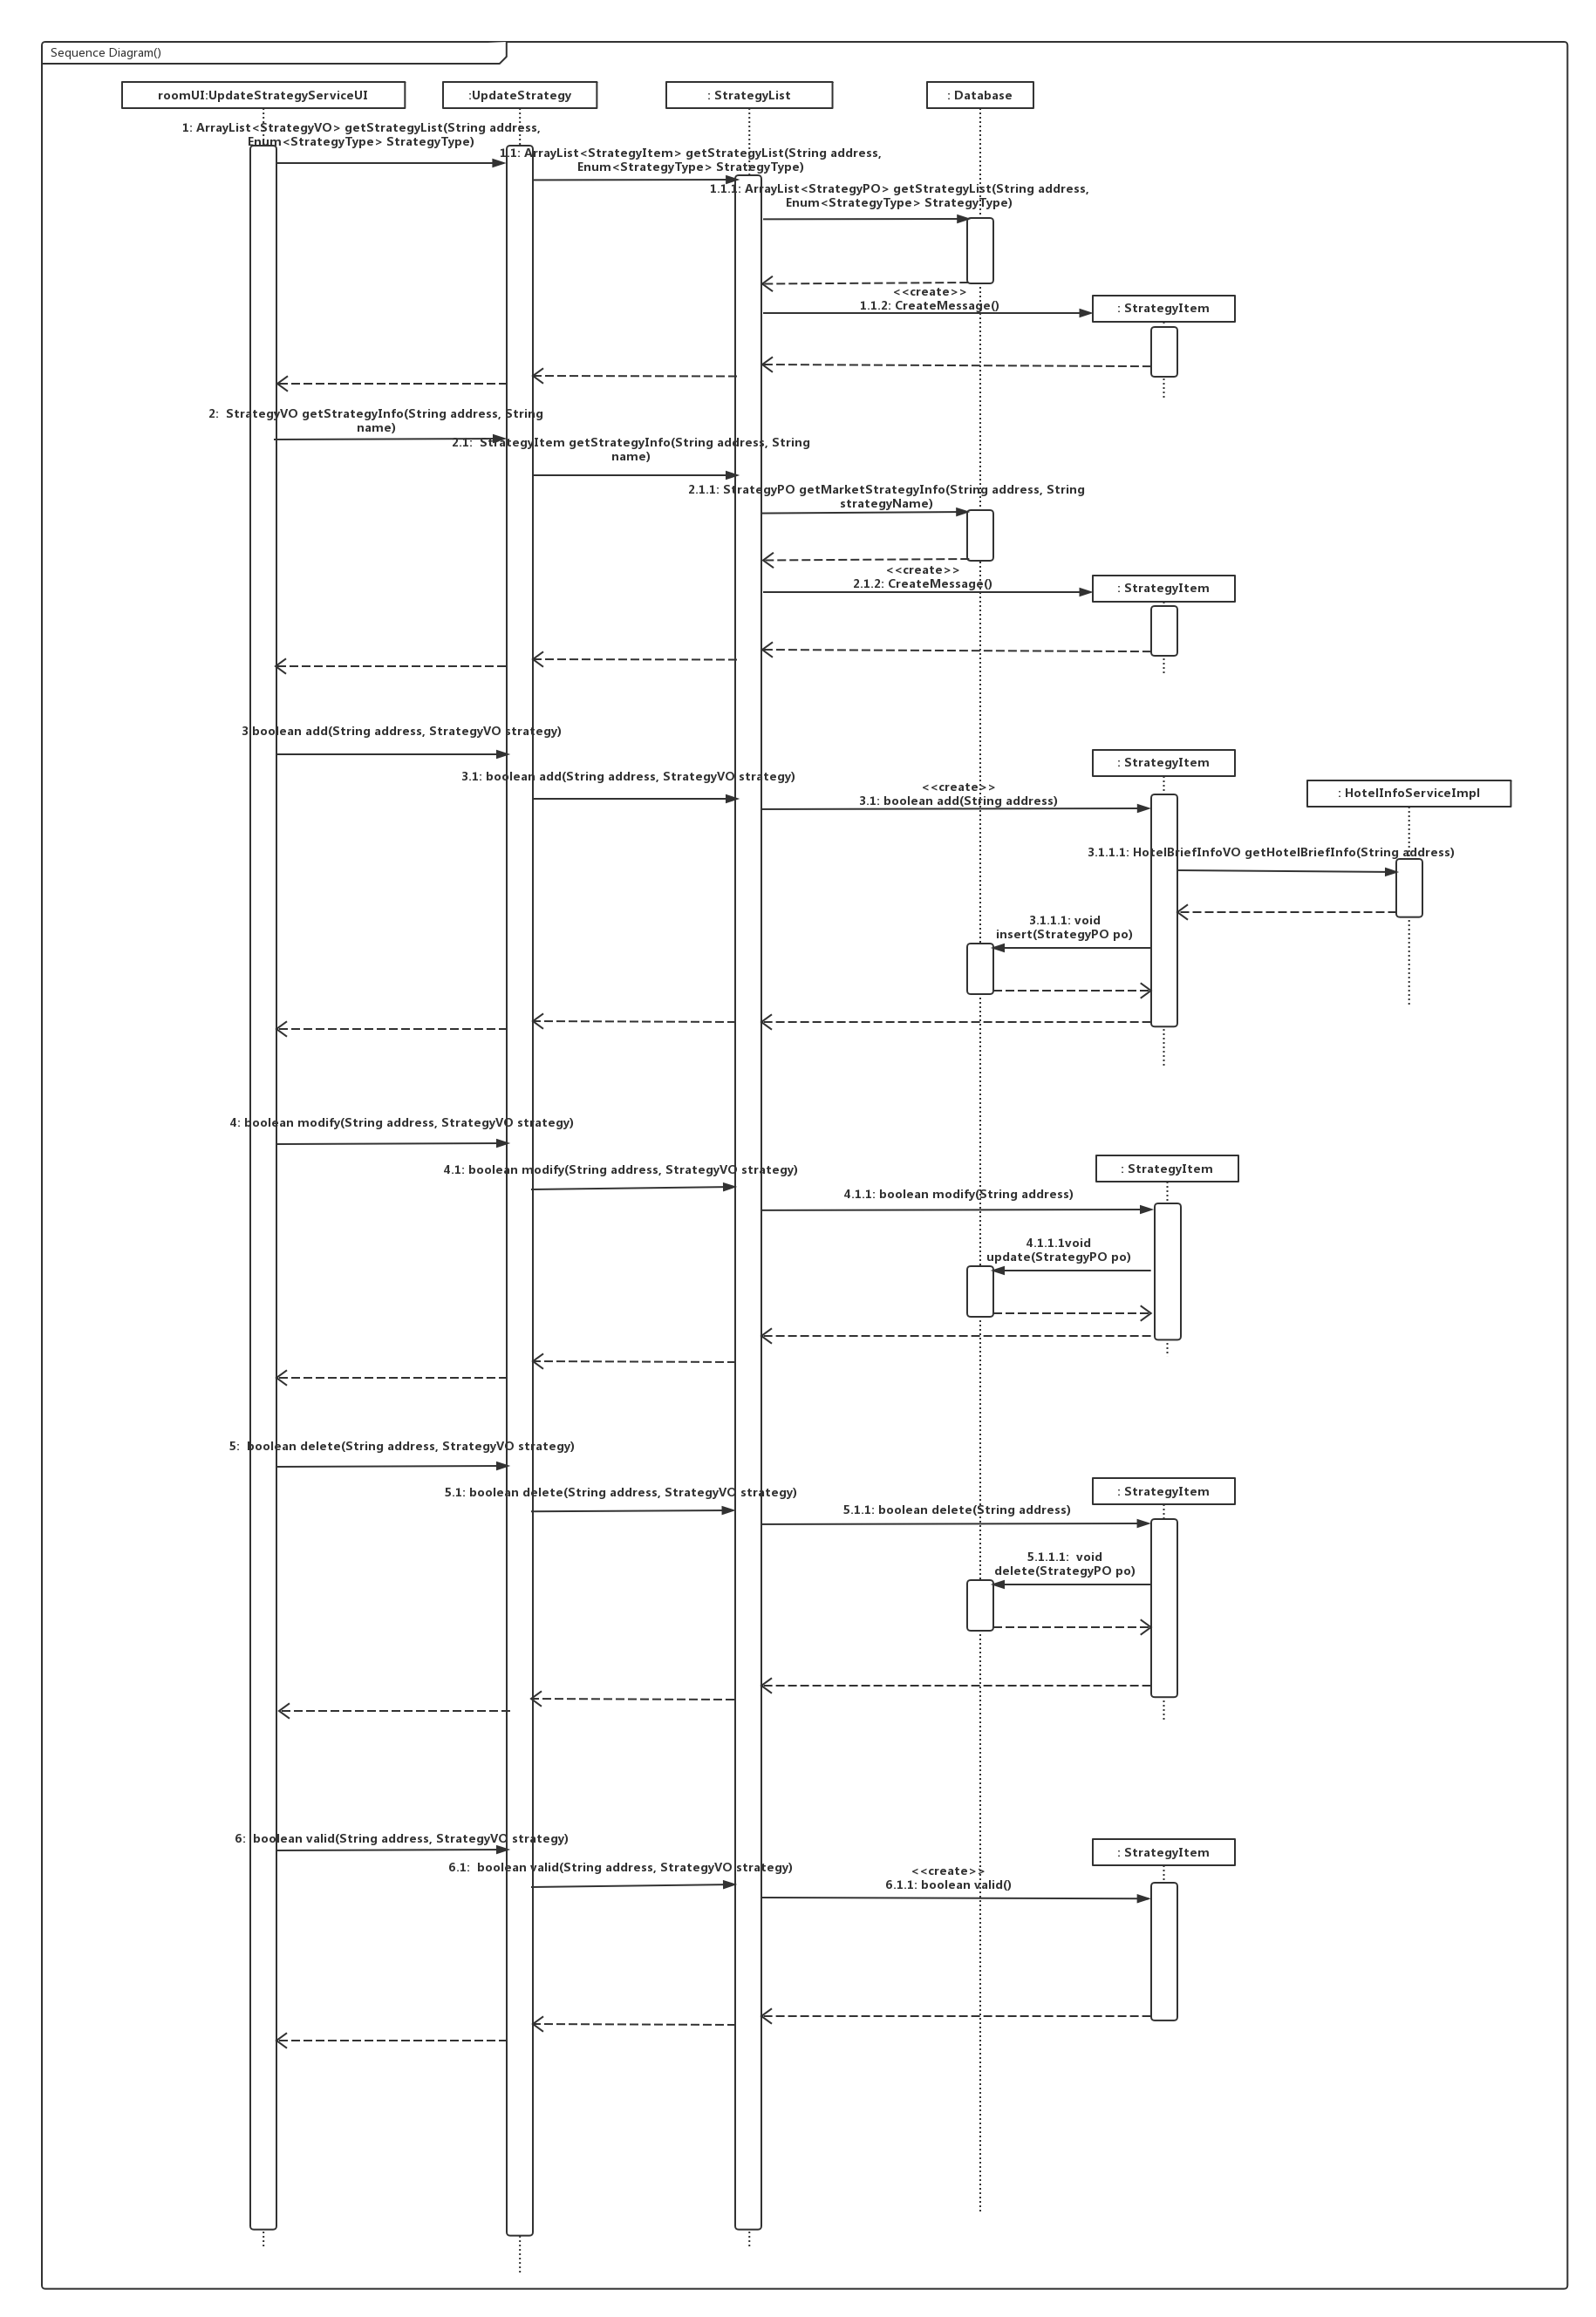 Sequence Diagram()
roomUI:UpdateStrategyServiceUI
:UpdateStrategy
: StrategyList
: Database
1: ArrayList<StrategyVO> getStrategyList(String address,
Enum<StrategyType> StrategyType)
1.1: ArrayList<StrategyItem> getStrategyList(String address,
Enum<StrategyType> StrategyType)
1.1.1: ArrayList<StrategyPO> getStrategyList(String address,
Enum<StrategyType> StrategyType)
<<create>>
1.1.2: CreateMessage()
: StrategyItem
2:  StrategyVO getStrategyInfo(String address, String
name)
2.1:  StrategyItem getStrategyInfo(String address, String
name)
2.1.1: StrategyPO getMarketStrategyInfo(String address, String
strategyName)
<<create>>
2.1.2: CreateMessage()
: StrategyItem
3 boolean add(String address, StrategyVO strategy)
: StrategyItem
3.1: boolean add(String address, StrategyVO strategy)
<<create>>
3.1: boolean add(String address)
: HotelInfoServiceImpl
3.1.1.1: HotelBriefInfoVO getHotelBriefInfo(String address)
3.1.1.1: void
insert(StrategyPO po)
4: boolean modify(String address, StrategyVO strategy)
4.1: boolean modify(String address, StrategyVO strategy)
: StrategyItem
4.1.1: boolean modify(String address)
4.1.1.1void
update(StrategyPO po)
5:  boolean delete(String address, StrategyVO strategy)
5.1: boolean delete(String address, StrategyVO strategy)
: StrategyItem
5.1.1: boolean delete(String address)
5.1.1.1:  void
delete(StrategyPO po)
6:  boolean valid(String address, StrategyVO strategy)
: StrategyItem
6.1:  boolean valid(String address, StrategyVO strategy)
<<create>>
6.1.1: boolean valid()